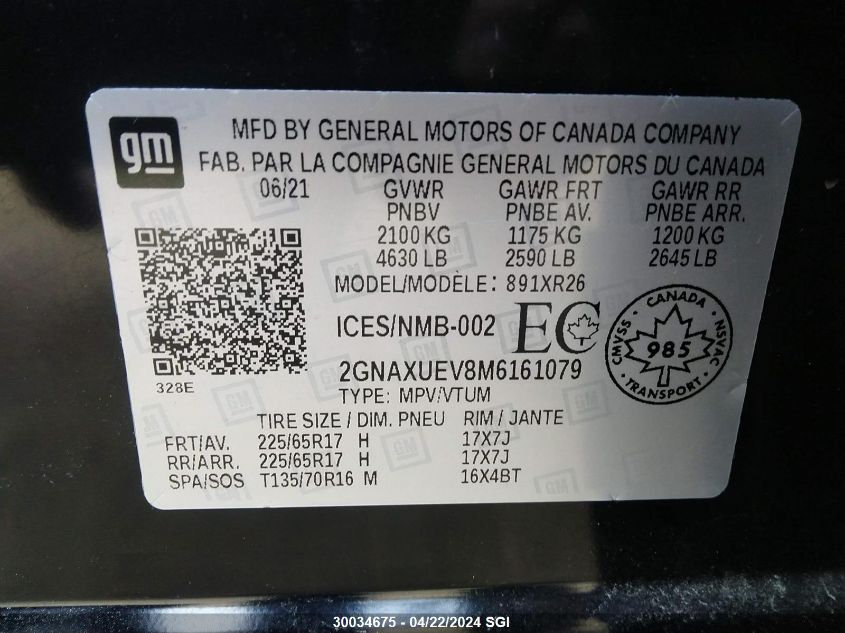 gm
MFD BY GENERAL MOTORS OF CANADA COMPANY
FAB. PAR LA COMPAGNIE GENERAL MOTORS DU CANADA
06/21 GVWR GAWR FRT GAWR RR
PNBV PNBE AV. PNBE ARR.
2100 KG 1175 KG 1200 KG
4630 LB 2590 LB 2645 LB
MODEL/MODÈLE: 891XR26
ICES/NMB-002 EC
CANADA
CMVSS 985 NSVAC
TRANSPORT
2GNAXUEV8M6161079
328E
TYPE: MPV/VTUM
TIRE SIZE / DIM. PNEU RIM / JANTE
FRT/AV. 225/65R17 H 17X7J
RR/ARR. 225/65R17 H 17X7J
SPA/SOS T135/70R16 M 16X4BT
30034675 - 04/22/2024 SGI